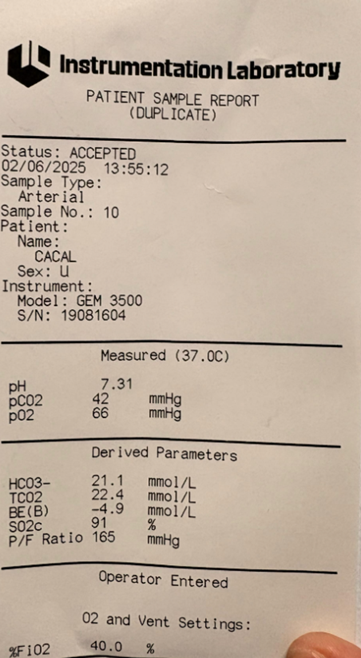 Instrumentation Laboratory
PATIENT SAMPLE REPORT
(DUPLICATE)
Status: ACCEPTED
02/06/2025 13:55:12
Sample Type:
Arterial
Sample No.: 10
Patient:
Name:
CACAL
Sex: U
Instrument:
Model: GEM 3500
S/N: 19081604
Measured (37.0C)
pH 7.31
pCO2 42 mmHg
pO2 66 mmHg
Derived Parameters
HCO3- 21.1 mmol/L
TCO2 22.4 mmol/L
BE(B) -4.9 mmol/L
SO2c 91 %
P/F Ratio 165 mmHg
Operator Entered
O2 and Vent Settings:
%FiO2 40.0 %